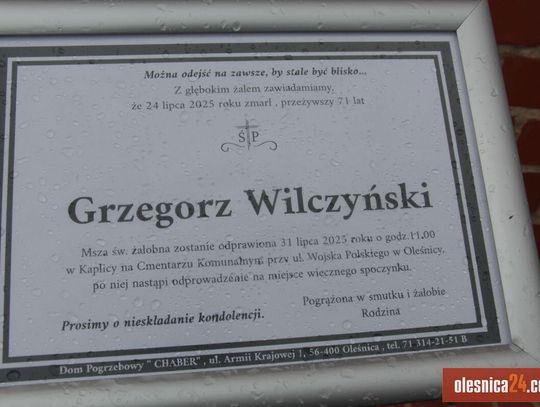 Można odejść na zawsze, by stale być blisko...
Z głębokim żalem zawiadamiamy,
że 24 lipca 2025 roku zmarł , przeżywszy 71 lat
Ś P
Grzegorz Wilczyński
Msza św. żałobna zostanie odprawiona 31 lipca 2025 roku o godz.11.00
w Kaplicy na Cmentarzu Komunalnym przy ul. Wojska Polskiego w Oleśnicy,
po niej nastąpi odprowadzenie na miejsce wiecznego spoczynku.
Pogrążona w smutku i żałobie
Rodzina
Prosimy o nieskładanie kondolencji.
Dom Pogrzebowy " CHABER" , ul. Armii Krajowej 1, 56-400 Oleśnica , tel. 71 314-21-51 B
olesnica24.c